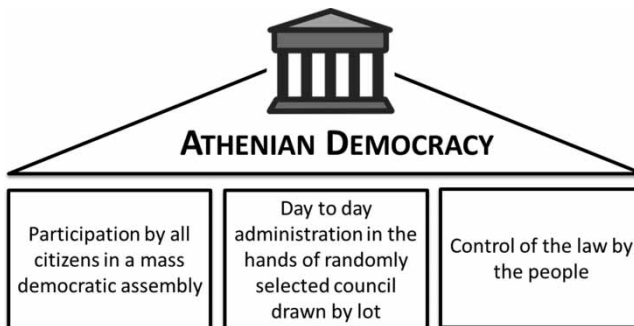 ATHENIAN DEMOCRACY
Participation by all
citizens in a mass
democratic assembly
Day to day
administration in the
hands of randomly
selected council
drawn by lot
Control of the law by
the people